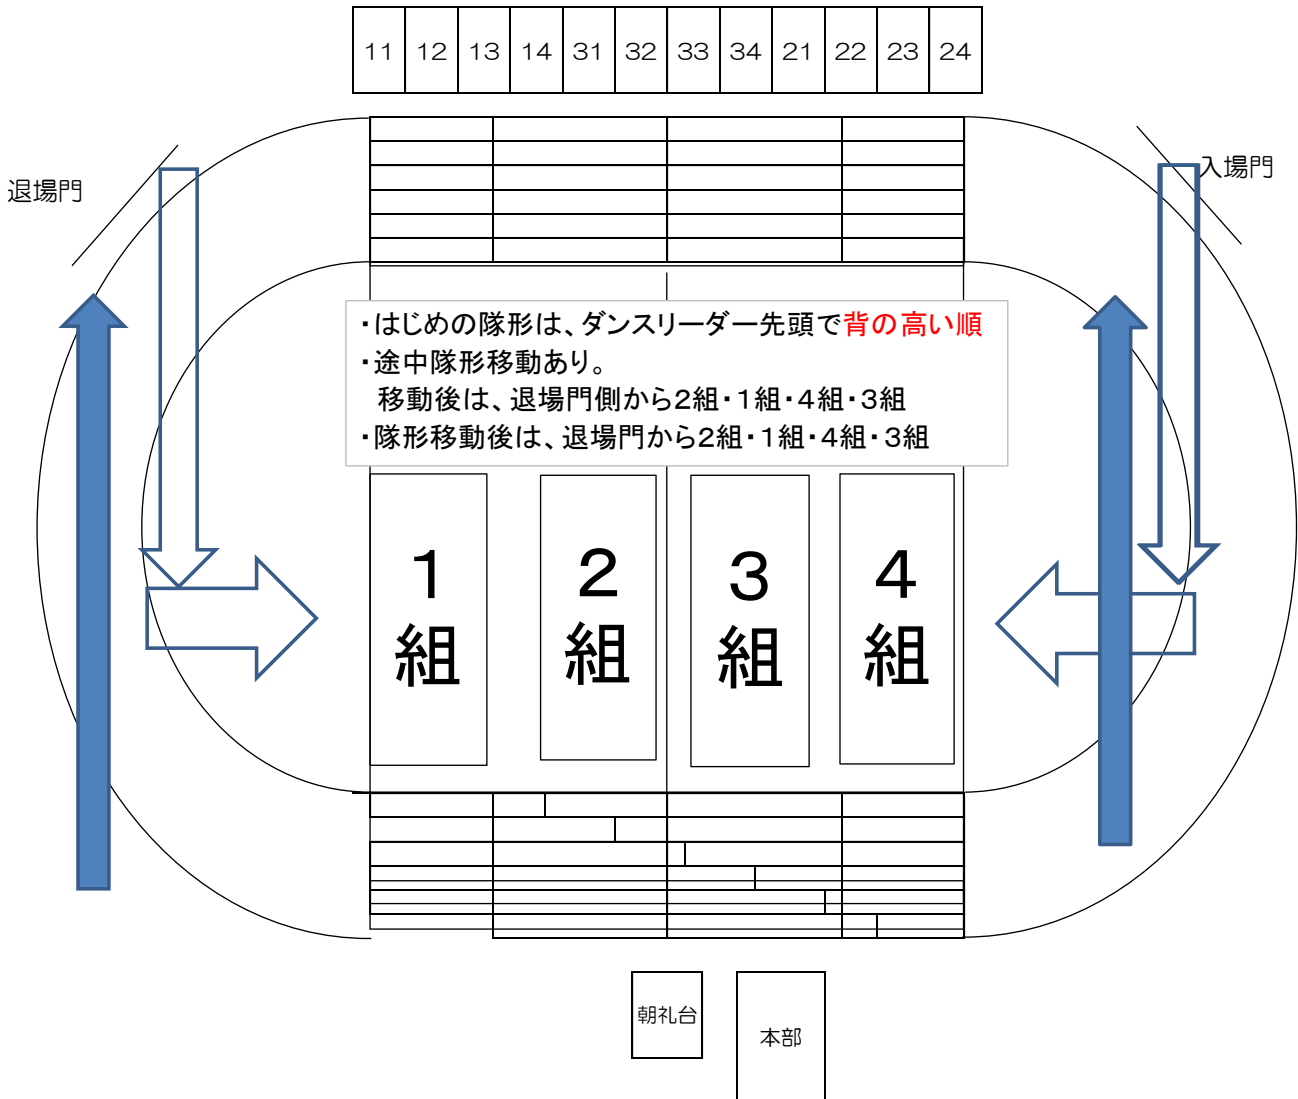 11 12 13 14 31 32 33 34 21 22 23 24
退場門
入場門
・はじめの隊形は、ダンスリーダー先頭で背の高い順
・途中隊形移動あり。
移動後は、退場門側から2組・1組・4組・3組
・隊形移動後は、退場門から2組・1組・4組・3組
1組
2組
3組
4組
朝礼台
本部